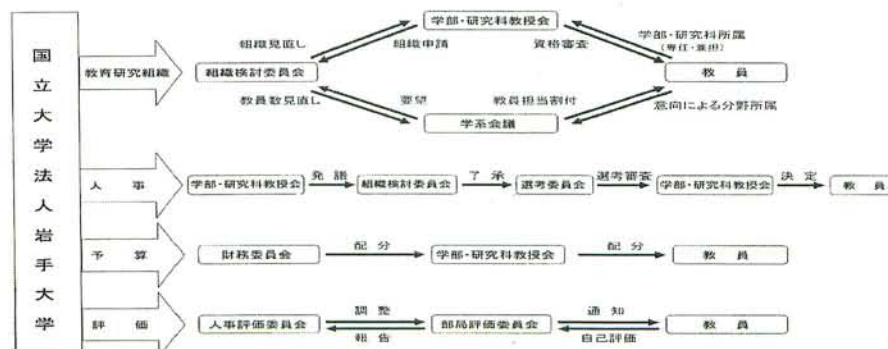 国立大学法人岩手大学
学部・研究科教授会
組織見直し
組織申請
資格審査
学部・研究科所属
(専任・兼担)
教育研究組織
組織検討委員会
教員
教員数見直し
要望
教員担当割付
意向による分野所属
学系会議
人事
学部・研究科教授会
発議
組織検討委員会
了承
選考委員会
選考審査
学部・研究科教授会
決定
教員
予算
財務委員会
配分
学部・研究科教授会
配分
教員
評価
人事評価委員会
調整
報告
部局評価委員会
通知
自己評価
教員